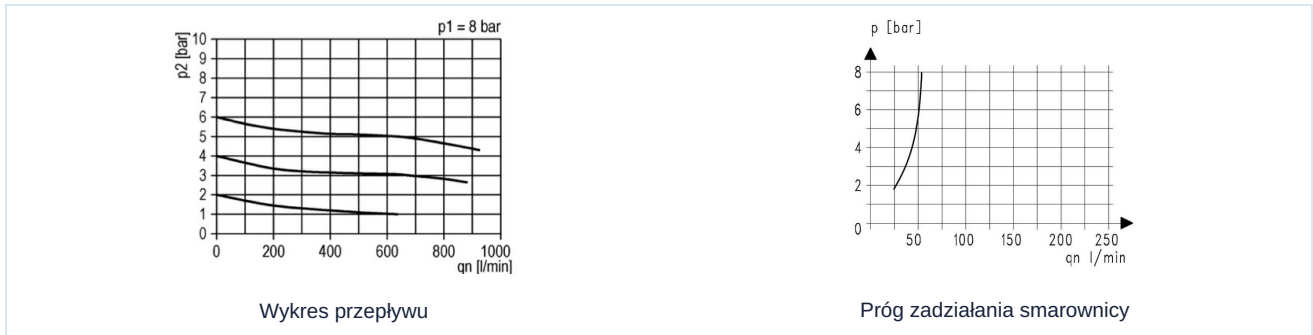 p1 = 8 bar
p2 [bar]
10
9
8
7
6
5
4
3
2
1
0
0 200 400 600 800 1000
qn [l/min]
Wykres przepływu
p [bar]
8
6
4
2
0
50 100 150 200 250
qn l/min
Próg zadziałania smarownicy